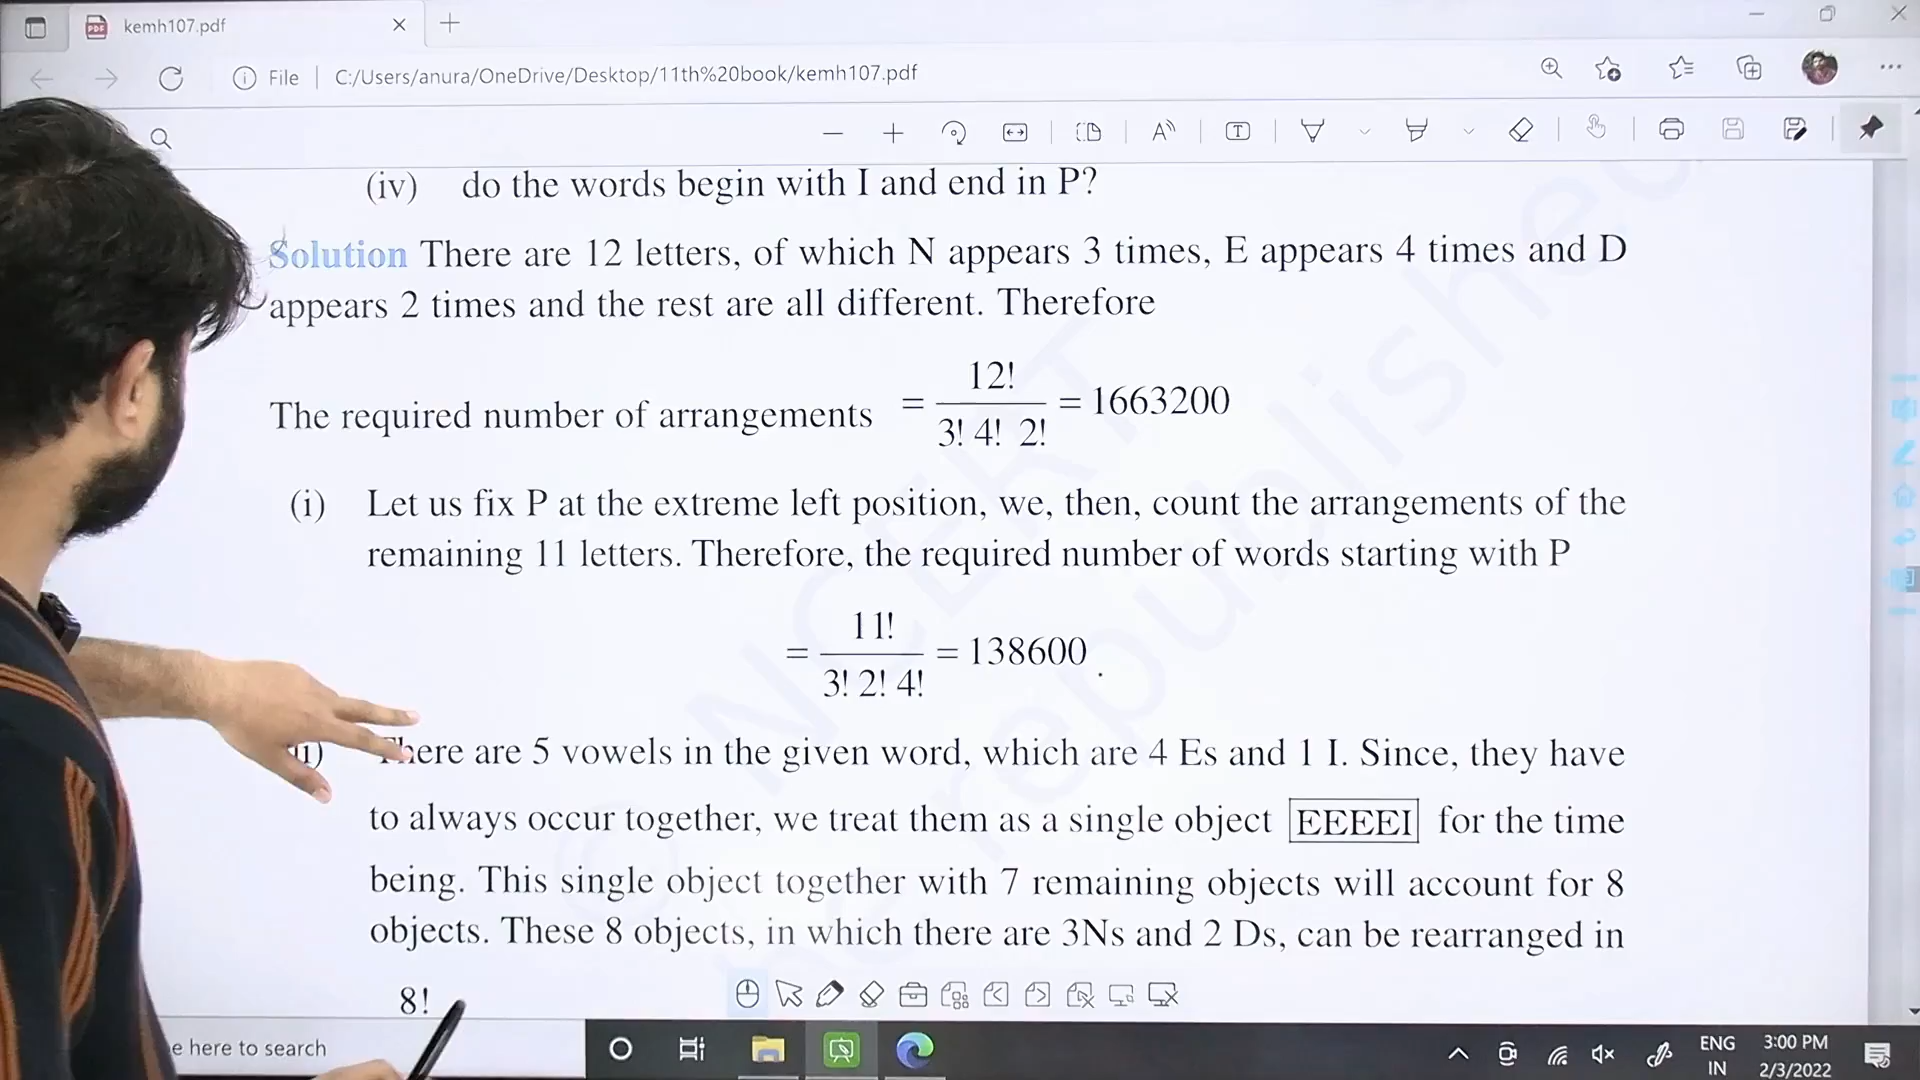 kemh107.pdf
File
C:/Users/anura/OneDrive/Desktop/11th%20book/kemh107.pdf
(iv) do the words begin with I and end in P?
Solution There are 12 letters, of which N appears 3 times, E appears 4 times and D
appears 2 times and the rest are all different. Therefore
The required number of arrangements = 12! / 3! 4! 2! = 1663200
(i) Let us fix P at the extreme left position, we, then, count the arrangements of the
remaining 11 letters. Therefore, the required number of words starting with P
= 11! / 3! 2! 4! = 138600 .
There are 5 vowels in the given word, which are 4 Es and 1 I. Since, they have
to always occur together, we treat them as a single object EEEEI for the time
being. This single object together with 7 remaining objects will account for 8
objects. These 8 objects, in which there are 3Ns and 2 Ds, can be rearranged in
8!
© NCERT
republished
e here to search
ENG
IN
3:00 PM
2/3/2022